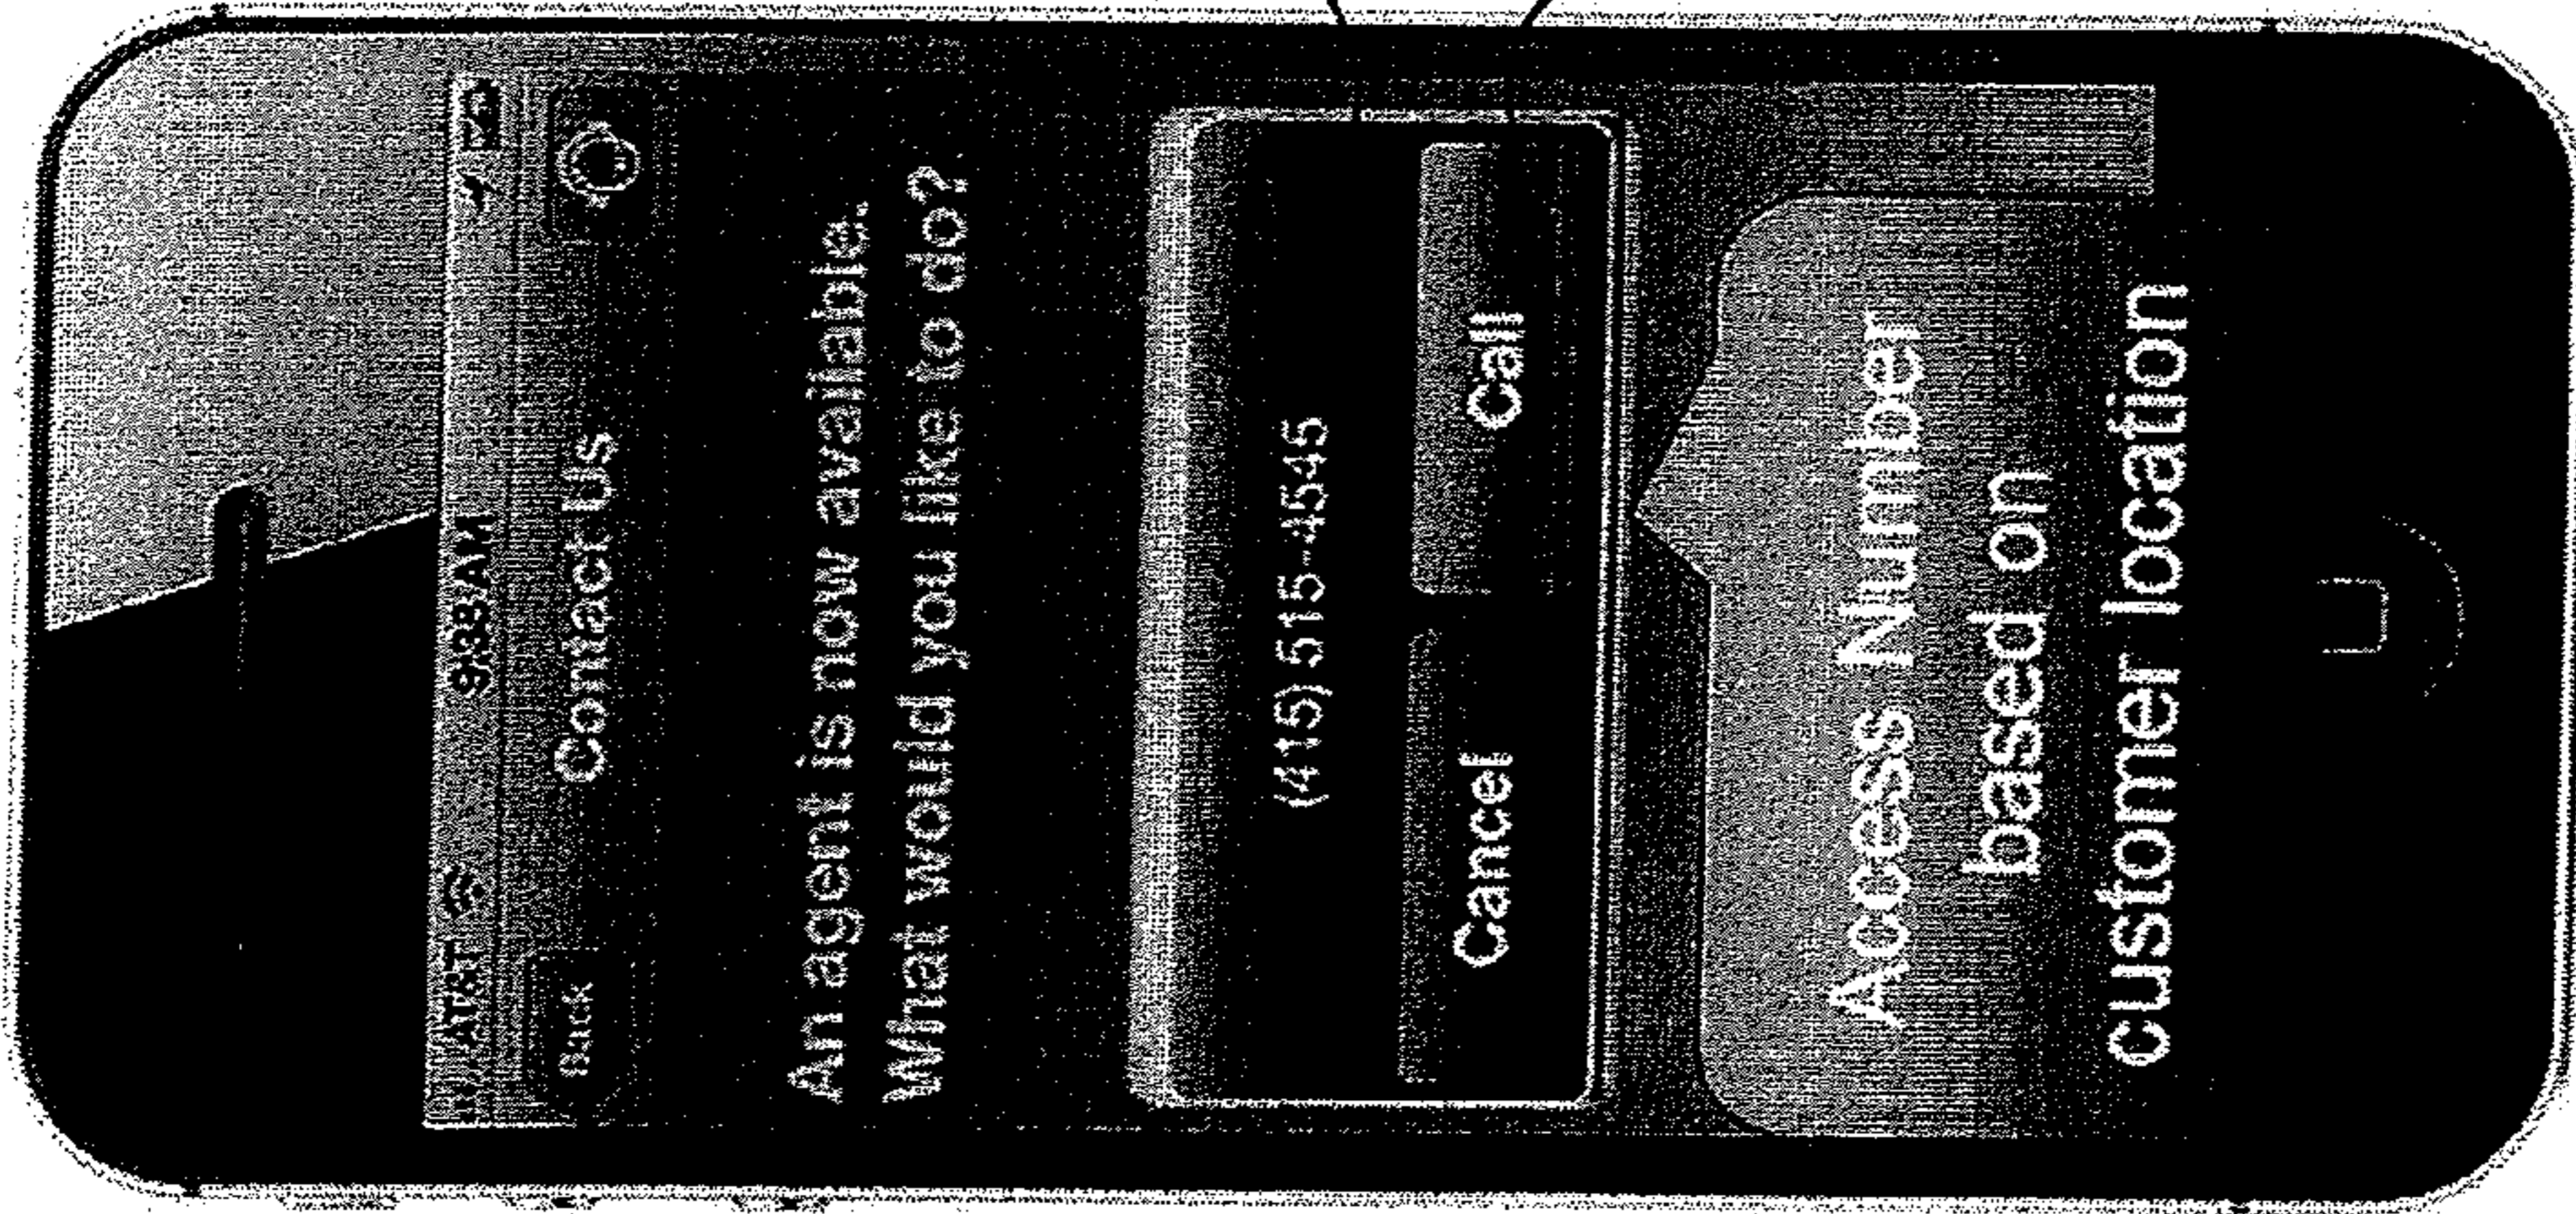 AT&T 9:38 AM
Back Contact Us
An agent is now available.
What would you like to do?
(415) 515-4545
Cancel Call
Access Number
based on
customer location